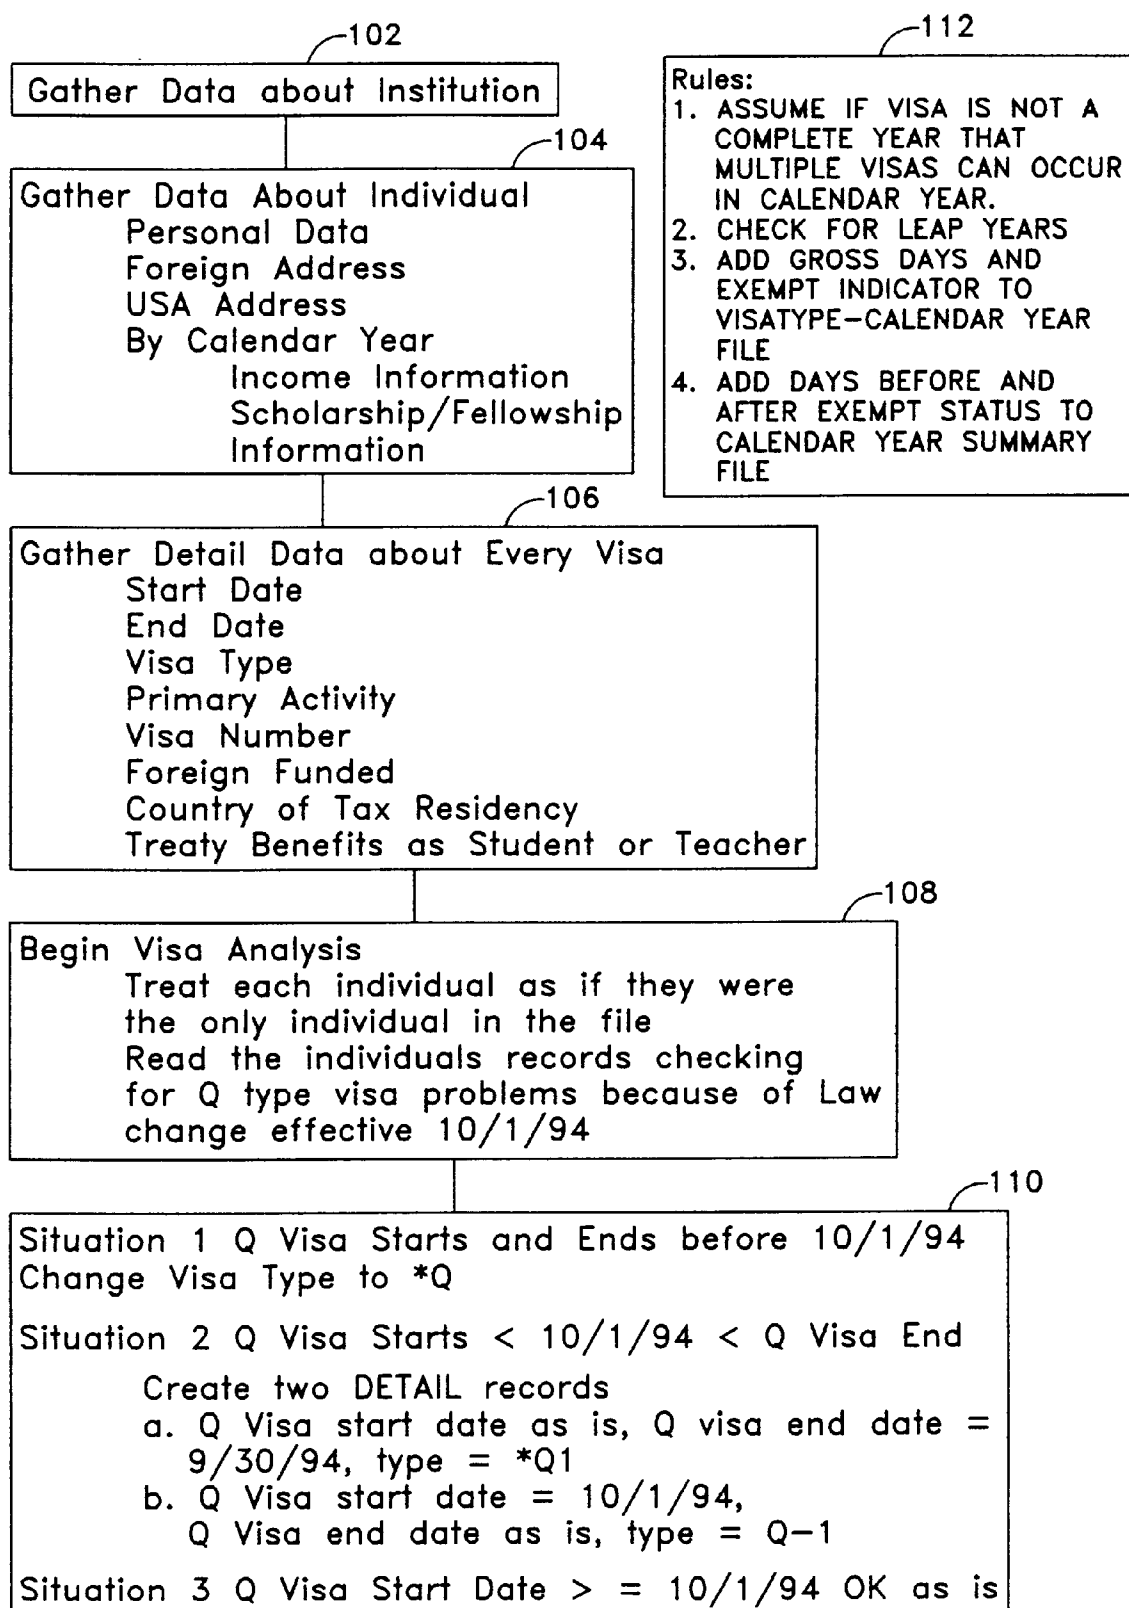 102
Gather Data about Institution
104
Gather Data About Individual
Personal Data
Foreign Address
USA Address
By Calendar Year
Income Information
Scholarship/Fellowship
Information
112
Rules:
1. ASSUME IF VISA IS NOT A
COMPLETE YEAR THAT
MULTIPLE VISAS CAN OCCUR
IN CALENDAR YEAR.
2. CHECK FOR LEAP YEARS
3. ADD GROSS DAYS AND
EXEMPT INDICATOR TO
VISATYPE-CALENDAR YEAR
FILE
4. ADD DAYS BEFORE AND
AFTER EXEMPT STATUS TO
CALENDAR YEAR SUMMARY
FILE
106
Gather Detail Data about Every Visa
Start Date
End Date
Visa Type
Primary Activity
Visa Number
Foreign Funded
Country of Tax Residency
Treaty Benefits as Student or Teacher
108
Begin Visa Analysis
Treat each individual as if they were
the only individual in the file
Read the individuals records checking
for Q type visa problems because of Law
change effective 10/1/94
110
Situation 1 Q Visa Starts and Ends before 10/1/94
Change Visa Type to *Q
Situation 2 Q Visa Starts < 10/1/94 < Q Visa End
Create two DETAIL records
a. Q Visa start date as is, Q visa end date =
9/30/94, type = *Q1
b. Q Visa start date = 10/1/94,
Q Visa end date as is, type = Q-1
Situation 3 Q Visa Start Date > = 10/1/94 OK as is